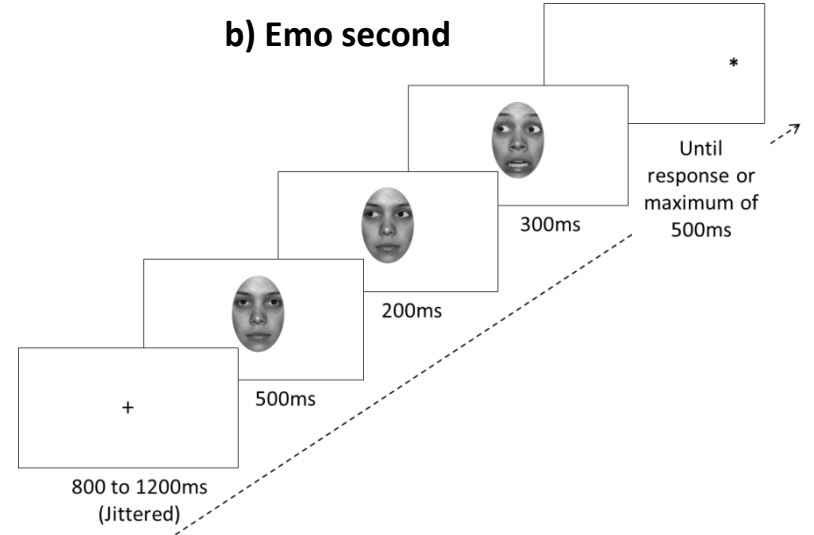 b) Emo second
*
Until
response or
maximum of
500ms
300ms
200ms
500ms
+
800 to 1200ms
(Jittered)